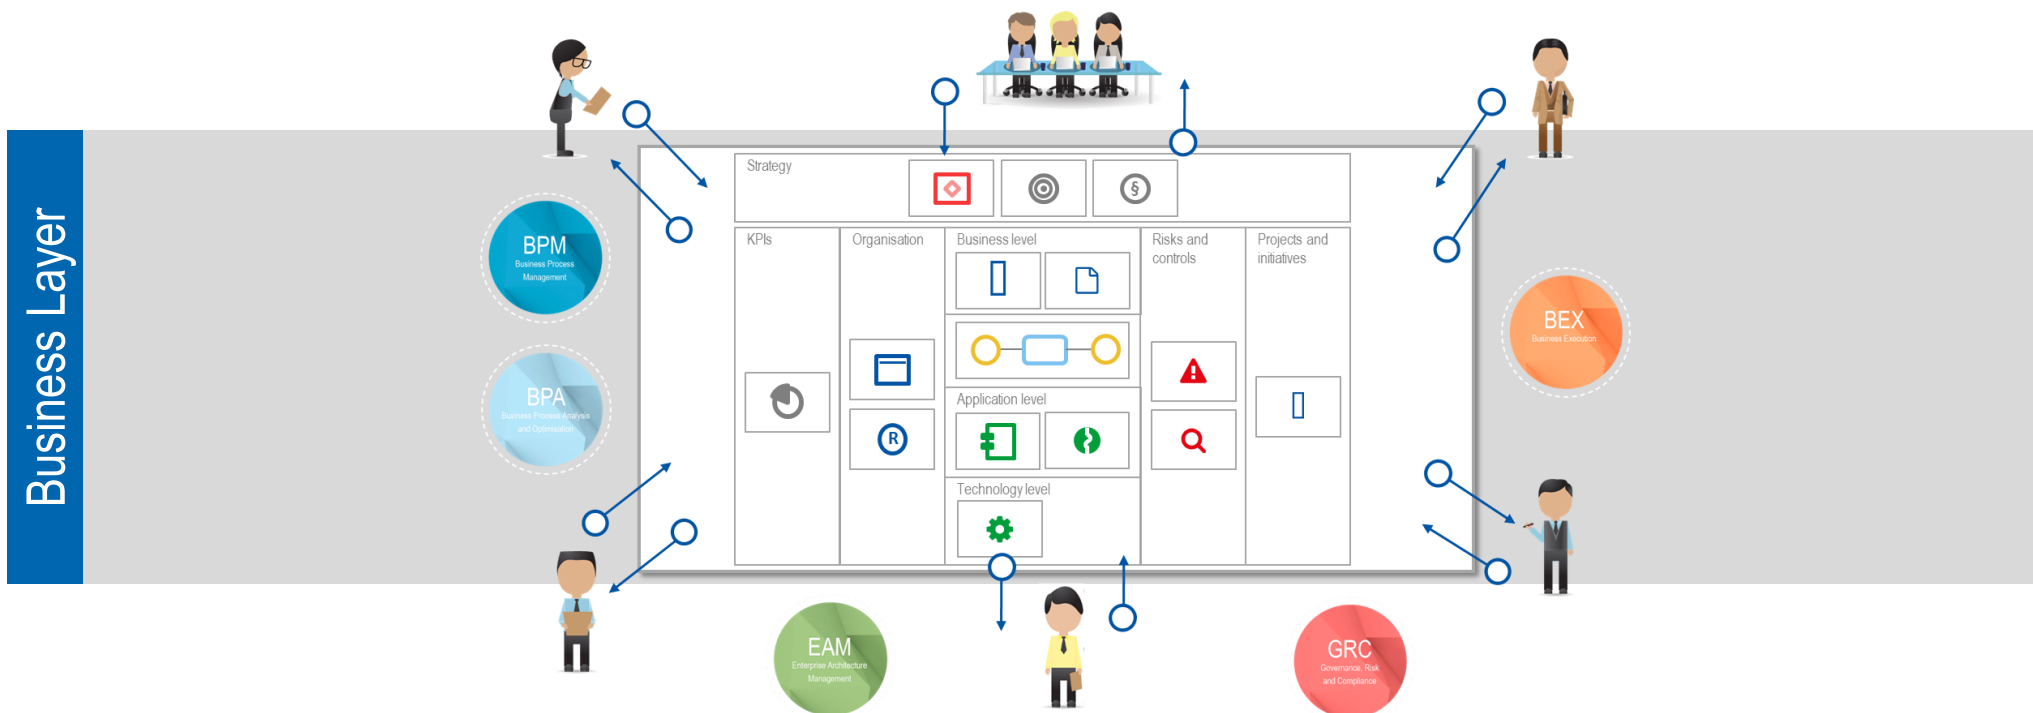 Business Layer
Strategy
§
KPIs
Organisation
Business level
Risks and
controls
Projects and
initiatives
BPM
Business Process
Management
BEX
Business Execution
BPA
Business Process Analysis
and Optimisation
Application level
R
Technology level
EAM
Enterprise Architecture
Management
GRC
Governance, Risk
and Compliance